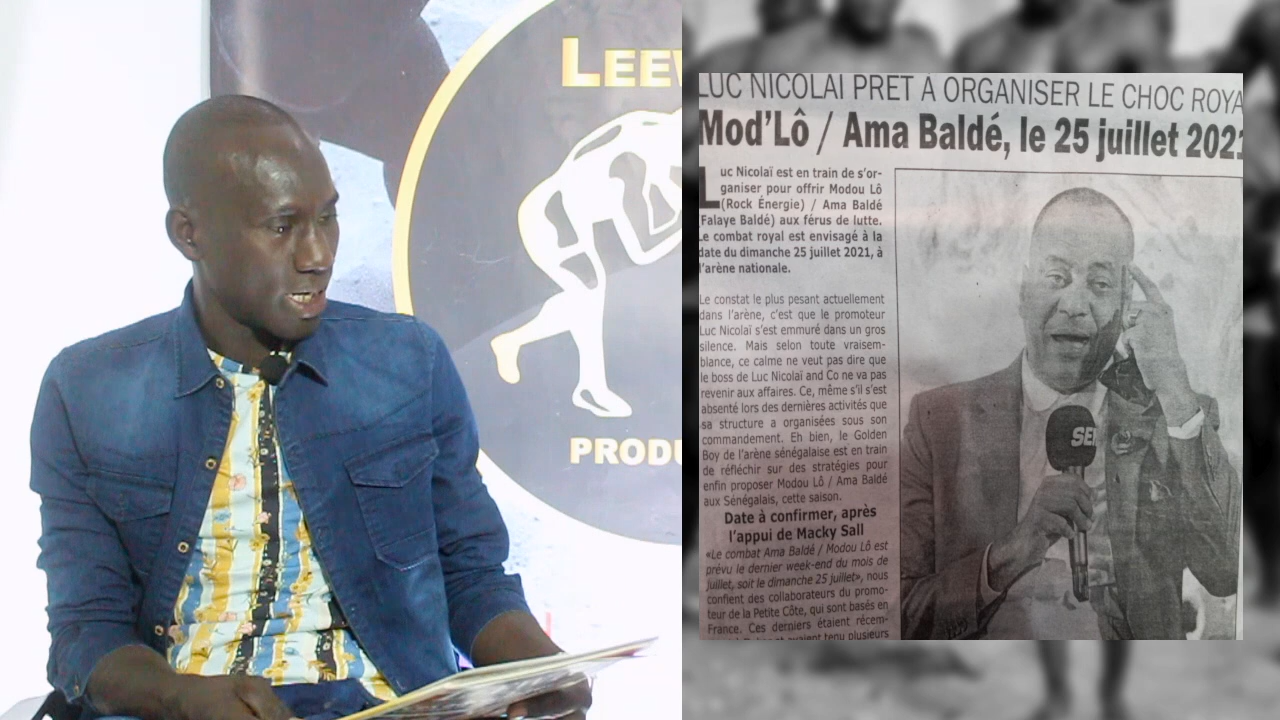 LEEW
PRODU
LUC NICOLAI PRET À ORGANISER LE CHOC ROYA
Mod'Lô / Ama Baldé, le 25 juillet 2021
Luc Nicolaï est en train de s'or-
ganiser pour offrir Modou Lô
(Rock Énergie) / Ama Baldé
(Falaye Baldé) aux férus de lutte.
Le combat royal est envisagé à la
date du dimanche 25 juillet 2021, à
l'arène nationale.
Le constat le plus pesant actuellement
dans l'arène, c'est que le promoteur
Luc Nicolaï s'est emmuré dans un gros
silence. Mais selon toute vraisem-
blance, ce calme ne veut pas dire que
le boss de Luc Nicolaï and Co ne va pas
revenir aux affaires. Ce, même s'il s'est
absenté lors des dernières activités que
sa structure a organisées sous son
commandement. Eh bien, le Golden
Boy de l'arène sénégalaise est en train
de réfléchir sur des stratégies pour
enfin proposer Modou Lô / Ama Baldé
aux Sénégalais, cette saison.
Date à confirmer, après
l'appui de Macky Sall
«Le combat Ama Baldé / Modou Lô est
prévu le dernier week-end du mois de
juillet, soit le dimanche 25 juillet», nous
confient des collaborateurs du promo-
teur de la Petite Côte, qui sont basés en
France. Ces derniers étaient récem-
avaient tenu plusieurs
SEN